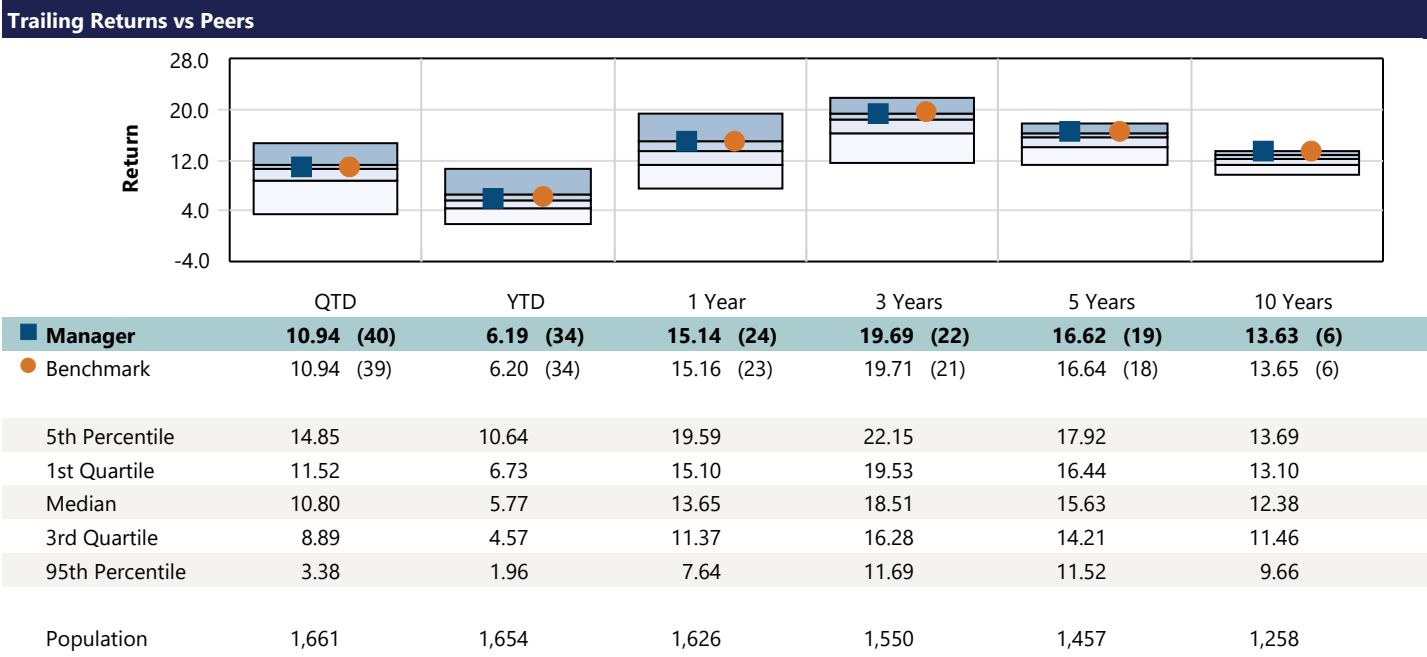 Trailing Returns vs Peers
28.0
20.0
12.0
4.0
-4.0
Return
QTD YTD 1 Year 3 Years 5 Years 10 Years
Manager 10.94 (40) 6.19 (34) 15.14 (24) 19.69 (22) 16.62 (19) 13.63 (6)
Benchmark 10.94 (39) 6.20 (34) 15.16 (23) 19.71 (21) 16.64 (18) 13.65 (6)
5th Percentile 14.85 10.64 19.59 22.15 17.92 13.69
1st Quartile 11.52 6.73 15.10 19.53 16.44 13.10
Median 10.80 5.77 13.65 18.51 15.63 12.38
3rd Quartile 8.89 4.57 11.37 16.28 14.21 11.46
95th Percentile 3.38 1.96 7.64 11.69 11.52 9.66
Population 1,661 1,654 1,626 1,550 1,457 1,258